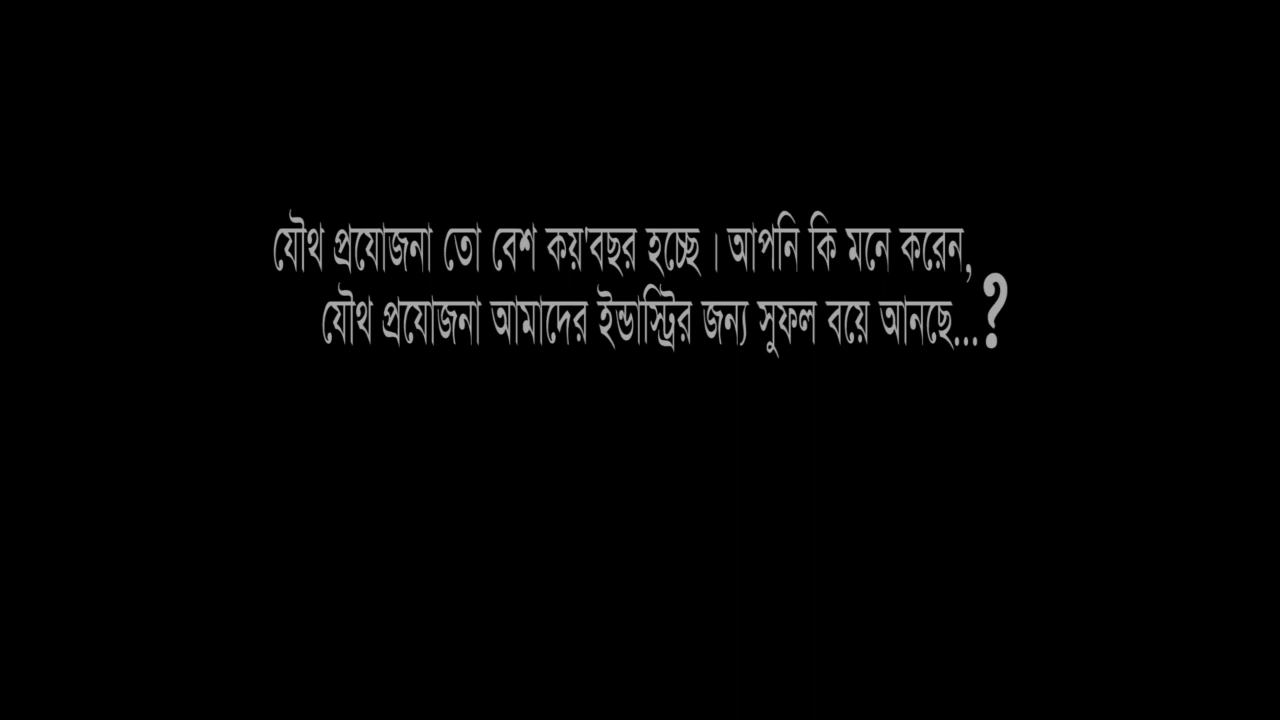 যৌথ প্রযোজনা তো বেশ কয়'বছর হচ্ছে । আপনি কি মনে করেন,
যৌথ প্রযোজনা আমাদের ইন্ডাস্ট্রির জন্য সুফল বয়ে আনছে...?